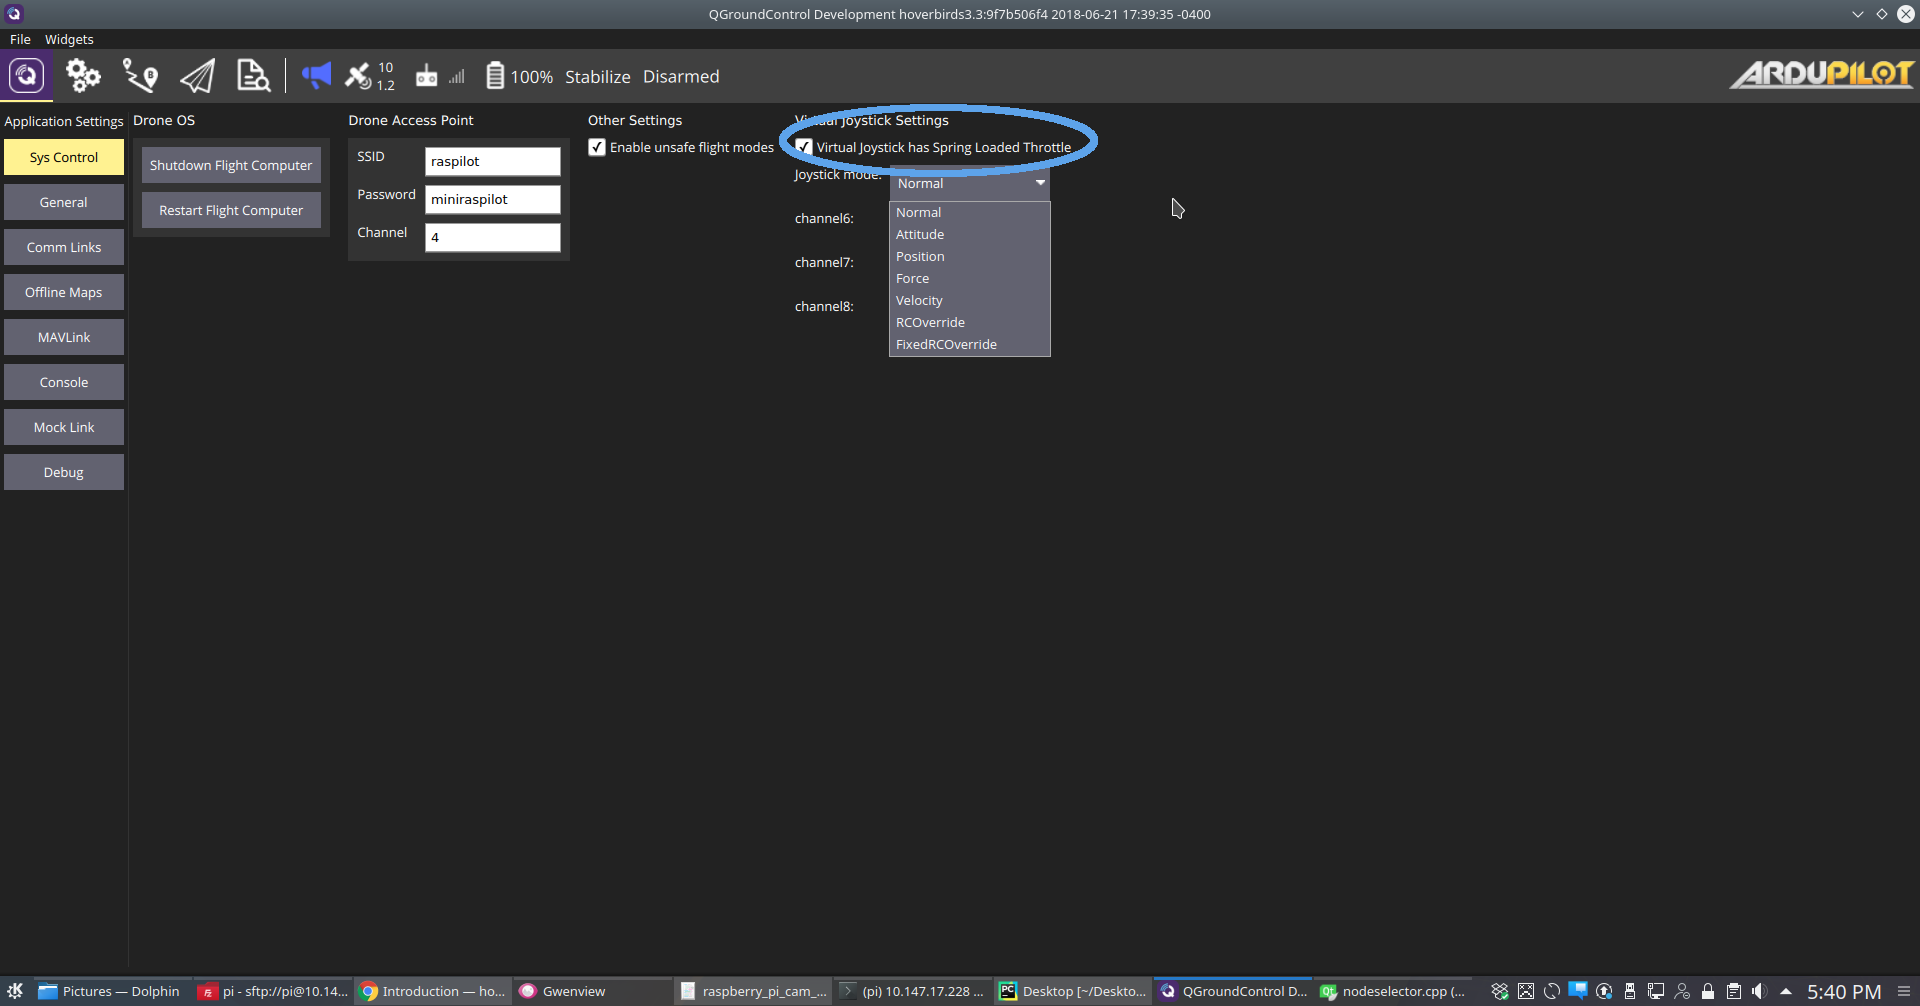 QGroundControl Development hoverbirds3.3:9f7b506f4 2018-06-21 17:39:35 -0400
File Widgets
10
1.2
100% Stabilize Disarmed
ARDUPILOT
Application Settings
Sys Control
General
Comm Links
Offline Maps
MAVLink
Console
Mock Link
Debug
Drone OS
Shutdown Flight Computer
Restart Flight Computer
Drone Access Point
SSID raspilot
Password miniraspilot
Channel 4
Other Settings
Enable unsafe flight modes
Virtual Joystick Settings
Virtual Joystick has Spring Loaded Throttle
Joystick mode: Normal
channel6:
channel7:
channel8:
Normal
Attitude
Position
Force
Velocity
RCOverride
FixedRCOverride
Pictures — Dolphin pi - sftp://pi@10.14... Introduction — ho... Gwenview raspberry_pi_cam_... (pi) 10.147.17.228 ... Desktop [~/Deskto... QGroundControl D... nodeselector.cpp (... 5:40 PM